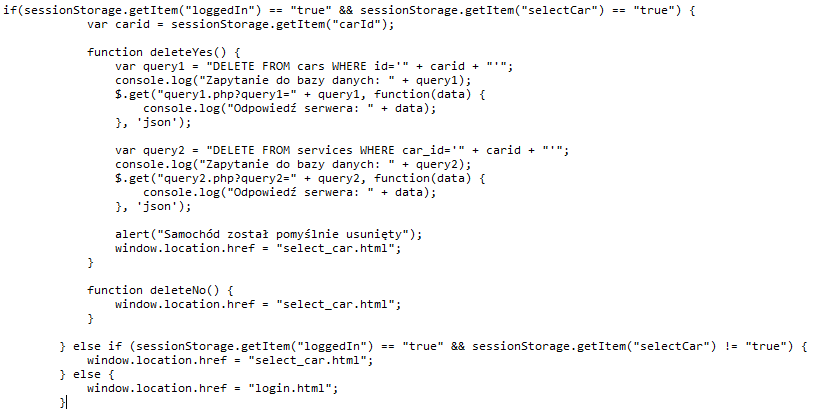 if(sessionStorage.getItem("loggedIn") == "true" && sessionStorage.getItem("selectCar") == "true") {
var carid = sessionStorage.getItem("carId");
function deleteYes() {
var query1 = "DELETE FROM cars WHERE id='" + carid + "'";
console.log("Zapytanie do bazy danych: " + query1);
$.get("query1.php?query1=" + query1, function(data) {
console.log("Odpowiedź serwera: " + data);
}, 'json');
var query2 = "DELETE FROM services WHERE car_id='" + carid + "'";
console.log("Zapytanie do bazy danych: " + query2);
$.get("query2.php?query2=" + query2, function(data) {
console.log("Odpowiedź serwera: " + data);
}, 'json');
alert("Samochód został pomyślnie usunięty");
window.location.href = "select_car.html";
}
function deleteNo() {
window.location.href = "select_car.html";
}
} else if (sessionStorage.getItem("loggedIn") == "true" && sessionStorage.getItem("selectCar") != "true") {
window.location.href = "select_car.html";
} else {
window.location.href = "login.html";
}